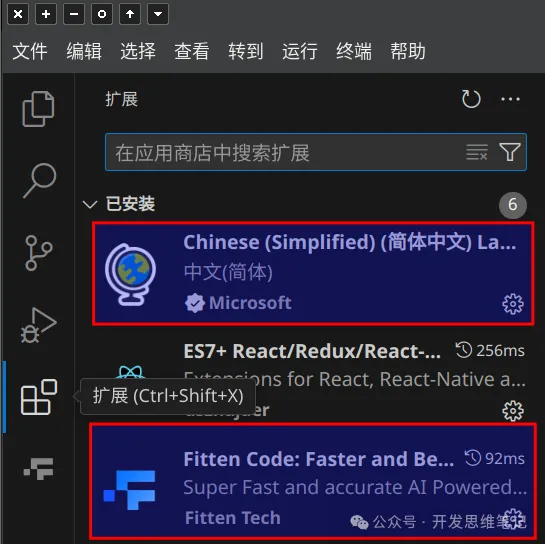 文件 编辑 选择 查看 转到 运行 终端 帮助
扩展
在应用商店中搜索扩展
已安装 6
Chinese (Simplified) (简体中文) La...
中文(简体)
Microsoft
ES7+ React/Redux/React-... 256ms
Extensions for React, React-Native a...
扩展 (Ctrl+Shift+X)
Fitten Code: Faster and Be... 92ms
Super Fast and accurate AI Powered...
Fitten Tech
公众号 · 开发思维笔记